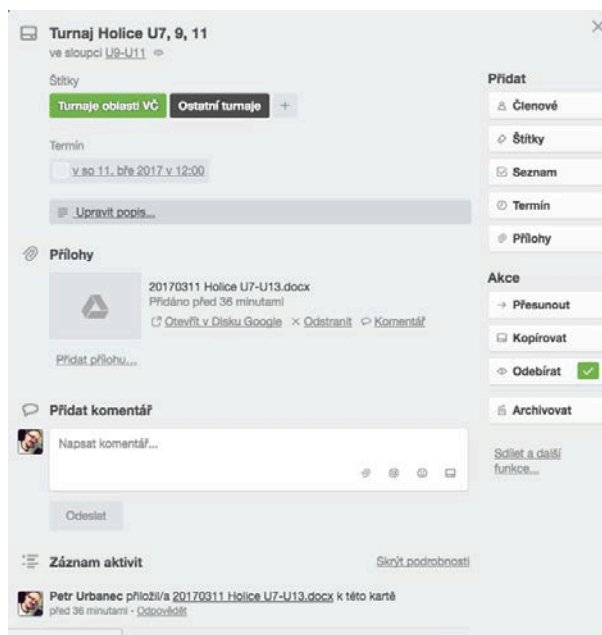 Turnaj Holice U7, 9, 11
ve sloupci U9-U11
Štítky
Turnaje oblasti VČ
Ostatní turnaje
+
Termín
v so 11. bře 2017 v 12:00
Upravit popis...
Přílohy
20170311 Holice U7-U13.docx
Přidáno před 36 minutami
Otevřít v Disku Google × Odstranit Komentář
Přidat přílohu...
Přidat komentář
Napsat komentář...
Odeslat
Záznam aktivit Skrýt podrobnosti
Petr Urbanec přiložil/a 20170311 Holice U7-U13.docx k této kartě
před 36 minutami - Odpovědět
Přidat
Členové
Štítky
Seznam
Termín
Přílohy
Akce
→ Přesunout
Kopírovat
Odebírat
Archivovat
Sdílet a další
funkce...